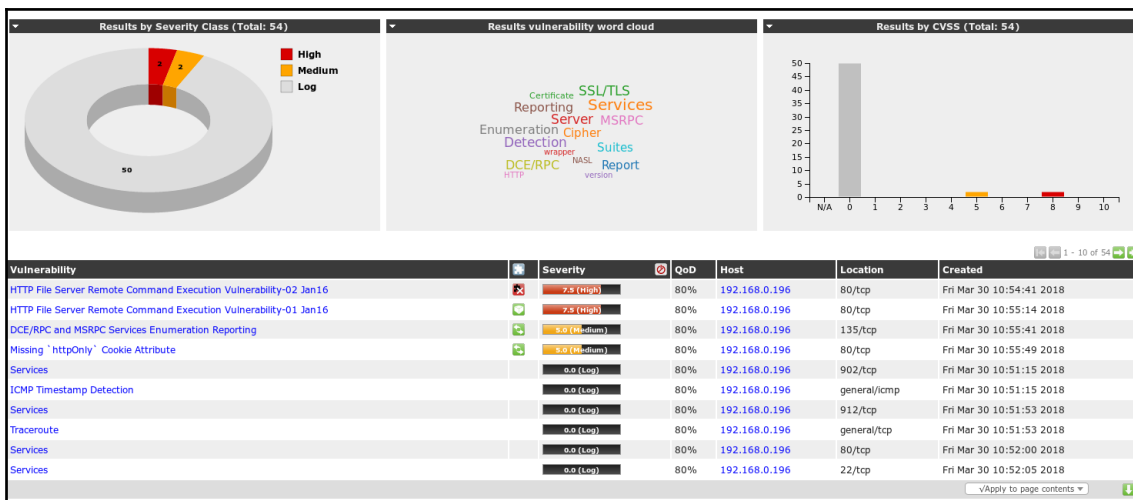 Results by Severity Class (Total: 54)
2
2
50
High
Medium
Log
Results vulnerability word cloud
Certificate SSL/TLS
Reporting Services
Server MSRPC
Enumeration Cipher
Detection Suites
wrapper
DCE/RPC NASL Report
HTTP version
Results by CVSS (Total: 54)
50
45
40
35
30
25
20
15
10
5
0
N/A 0 1 2 3 4 5 6 7 8 9 10
1 - 10 of 54
Vulnerability Severity QoD Host Location Created
HTTP File Server Remote Command Execution Vulnerability-02 Jan16 7.5 (High) 80% 192.168.0.196 80/tcp Fri Mar 30 10:54:41 2018
HTTP File Server Remote Command Execution Vulnerability-01 Jan16 7.5 (High) 80% 192.168.0.196 80/tcp Fri Mar 30 10:55:14 2018
DCE/RPC and MSRPC Services Enumeration Reporting 5.0 (Medium) 80% 192.168.0.196 135/tcp Fri Mar 30 10:55:41 2018
Missing `httpOnly` Cookie Attribute 5.0 (Medium) 80% 192.168.0.196 80/tcp Fri Mar 30 10:55:49 2018
Services 0.0 (Log) 80% 192.168.0.196 902/tcp Fri Mar 30 10:51:15 2018
ICMP Timestamp Detection 0.0 (Log) 80% 192.168.0.196 general/icmp Fri Mar 30 10:51:15 2018
Services 0.0 (Log) 80% 192.168.0.196 912/tcp Fri Mar 30 10:51:53 2018
Traceroute 0.0 (Log) 80% 192.168.0.196 general/tcp Fri Mar 30 10:51:53 2018
Services 0.0 (Log) 80% 192.168.0.196 80/tcp Fri Mar 30 10:52:00 2018
Services 0.0 (Log) 80% 192.168.0.196 22/tcp Fri Mar 30 10:52:05 2018
√Apply to page contents